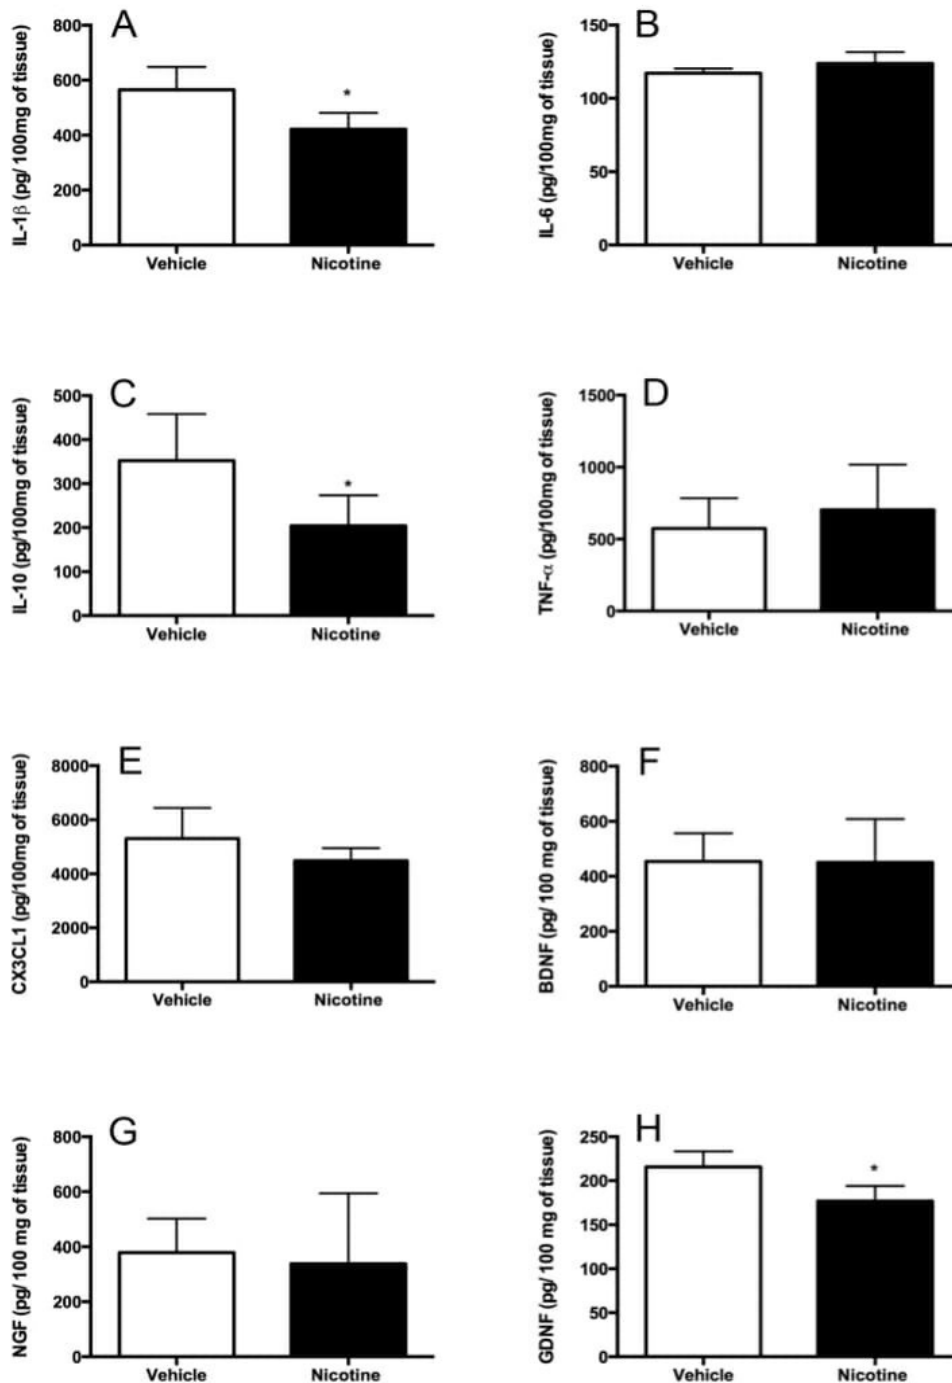 A
IL-1β (pg/ 100mg of tissue)
800
600
400
200
0
*
Vehicle
Nicotine
B
IL-6 (pg/100mg of tissue)
150
100
50
0
Vehicle
Nicotine
C
IL-10 (pg/100mg of tissue)
500
400
300
200
100
0
*
Vehicle
Nicotine
D
TNF-α (pg/100mg of tissue)
1500
1000
500
0
Vehicle
Nicotine
E
CX3CL1 (pg/100mg of tissue)
8000
6000
4000
2000
0
Vehicle
Nicotine
F
BDNF (pg/ 100 mg of tissue)
800
600
400
200
0
Vehicle
Nicotine
G
NGF (pg/ 100 mg of tissue)
800
600
400
200
0
Vehicle
Nicotine
H
GDNF (pg/ 100 mg of tissue)
250
200
150
100
50
0
*
Vehicle
Nicotine